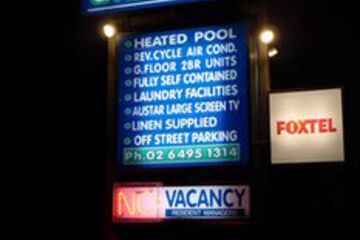 HEATED POOL
REV.CYCLE AIR COND.
G.FLOOR 2BR UNITS
FULLY SELF CONTAINED
LAUNDRY FACILITIES
AUSTAR LARGE SCREEN TV
LINEN SUPPLIED
OFF STREET PARKING
Ph.02 6495 1314
FOXTEL
NO VACANCY
RESIDENT MANAGERS